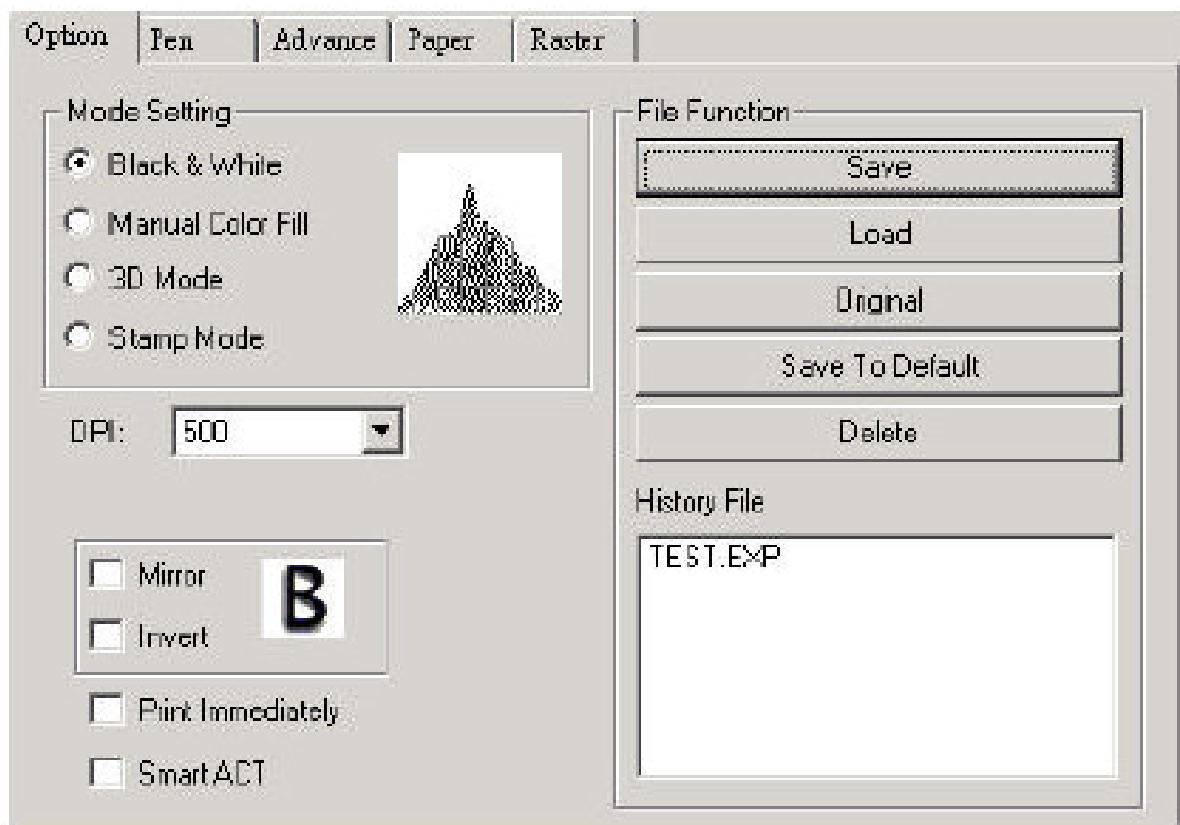 Option Pen Advance Paper Raster
Mode Setting
Black & White
Manual Color Fill
3D Mode
Stamp Mode
DPI: 500
Mirror
Invert
B
Print Immediately
Smart ACT
File Function
Save
Load
Original
Save To Default
Delete
History File
TEST.EXP